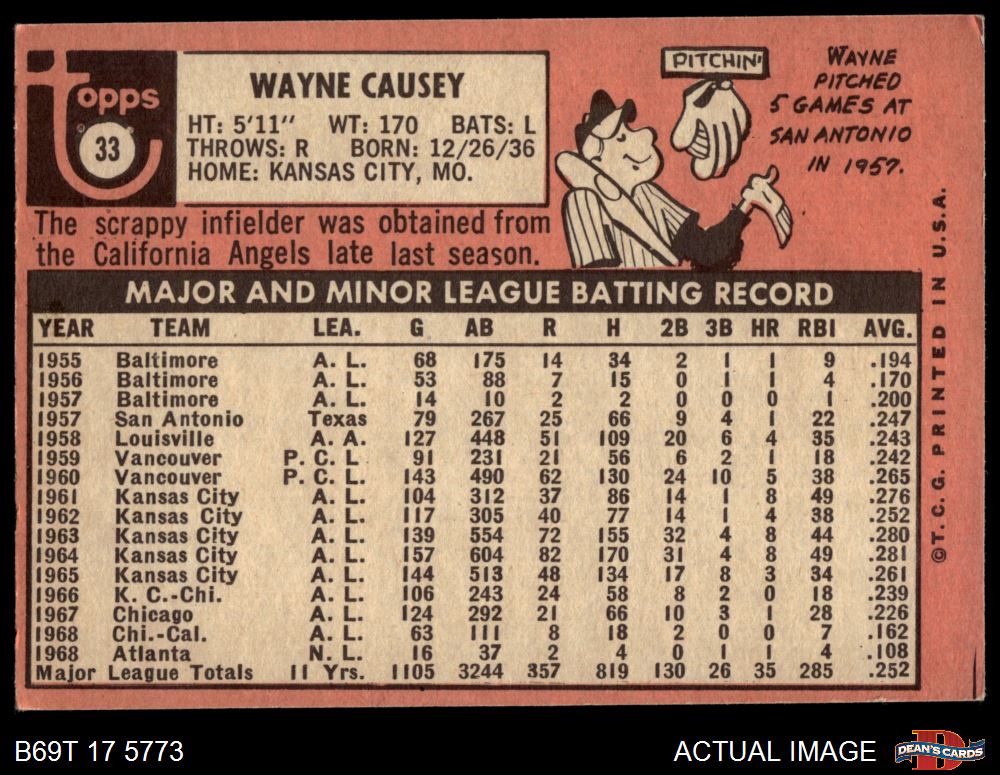 Topps
33
WAYNE CAUSEY
HT: 5'11" WT: 170 BATS: L
THROWS: R BORN: 12/26/36
HOME: KANSAS CITY, MO.
The scrappy infielder was obtained from
the California Angels late last season.
PITCHIN'
WAYNE
PITCHED
5 GAMES AT
SAN ANTONIO
IN 1957.
MAJOR AND MINOR LEAGUE BATTING RECORD
YEAR TEAM LEA. G AB R H 2B 3B HR RBI AVG.
1955 Baltimore A. L. 68 175 14 34 2 1 1 9 .194
1956 Baltimore A. L. 53 88 7 15 0 1 1 4 .170
1957 Baltimore A. L. 14 10 2 2 0 0 0 1 .200
1957 San Antonio Texas 79 267 25 66 9 4 1 22 .247
1958 Louisville A. A. 127 448 51 109 20 6 4 35 .243
1959 Vancouver P. C. L 91 231 21 56 6 2 1 18 .242
1960 Vancouver P. C. L. 143 490 62 130 24 10 5 38 .265
1961 Kansas City A. L. 104 312 37 86 14 1 8 49 .276
1962 Kansas City A. L. 117 305 40 77 14 1 4 38 .252
1963 Kansas City A. L. 139 554 72 155 32 4 8 44 .280
1964 Kansas City A. L. 157 604 82 170 31 4 8 49 .281
1965 Kansas City A. L. 144 513 48 134 17 8 3 34 .261
1966 K. C.-Chi. A. L. 106 243 24 58 8 2 0 18 .239
1967 Chicago A. L. 124 292 21 66 10 3 1 28 .226
1968 Chi.-Cal. A. L. 63 111 8 18 2 0 0 7 .162
1968 Atlanta N. L. 16 37 2 4 0 1 1 4 .108
Major League Totals 11 Yrs. 1105 3244 357 819 130 26 35 285 .252
©T. C. G. PRINTED IN U.S.A.
B69T 17 5773
ACTUAL IMAGE
DEAN'S CARDS